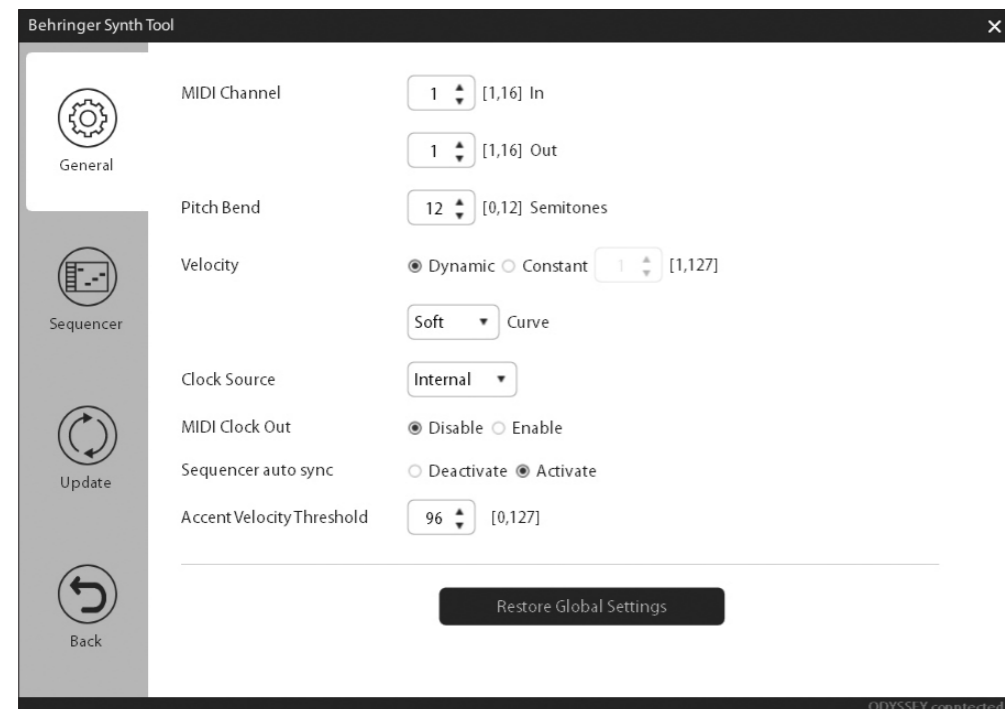 Behringer Synth Tool
General
Sequencer
Update
Back
MIDI Channel 1 [1,16] In
1 [1,16] Out
Pitch Bend 12 [0,12] Semitones
Velocity Dynamic Constant 1 [1,127]
Soft Curve
Clock Source Internal
MIDI Clock Out Disable Enable
Sequencer auto sync Deactivate Activate
Accent Velocity Threshold 96 [0,127]
Restore Global Settings
ODYSSEY conntected